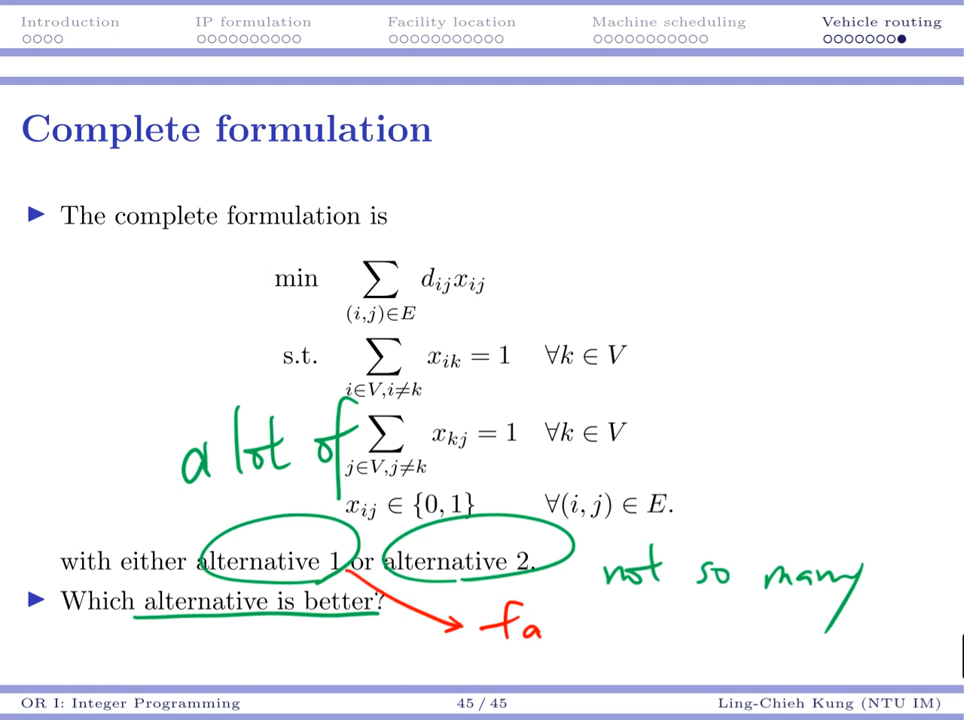 Introduction IP formulation Facility location Machine scheduling Vehicle routing
Complete formulation
▶ The complete formulation is
min ∑_{(i,j)∈E} d_{ij}x_{ij}
s.t. ∑_{i∈V,i≠k} x_{ik} = 1 ∀k ∈ V
∑_{j∈V,j≠k} x_{kj} = 1 ∀k ∈ V
a lot of
x_{ij} ∈ {0, 1} ∀(i, j) ∈ E.
with either alternative 1 or alternative 2.
not so many
▶ Which alternative is better?
fa
OR I: Integer Programming 45 / 45 Ling-Chieh Kung (NTU IM)